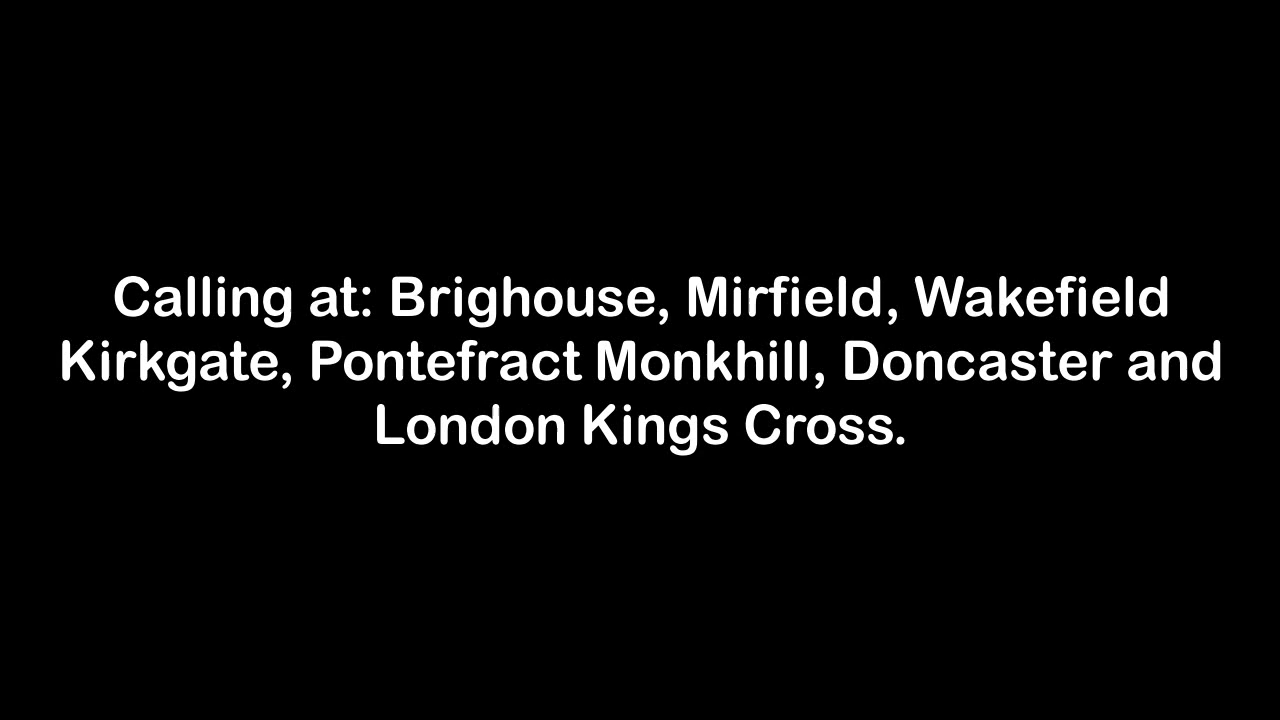 Calling at: Brighouse, Mirfield, Wakefield
Kirkgate, Pontefract Monkhill, Doncaster and
London Kings Cross.